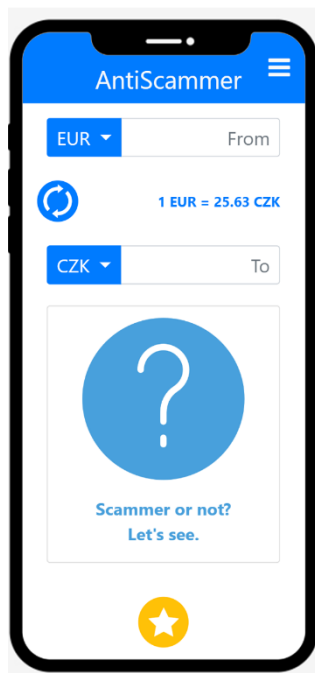 AntiScammer
EUR From
1 EUR = 25.63 CZK
CZK To
Scammer or not?
Let's see.